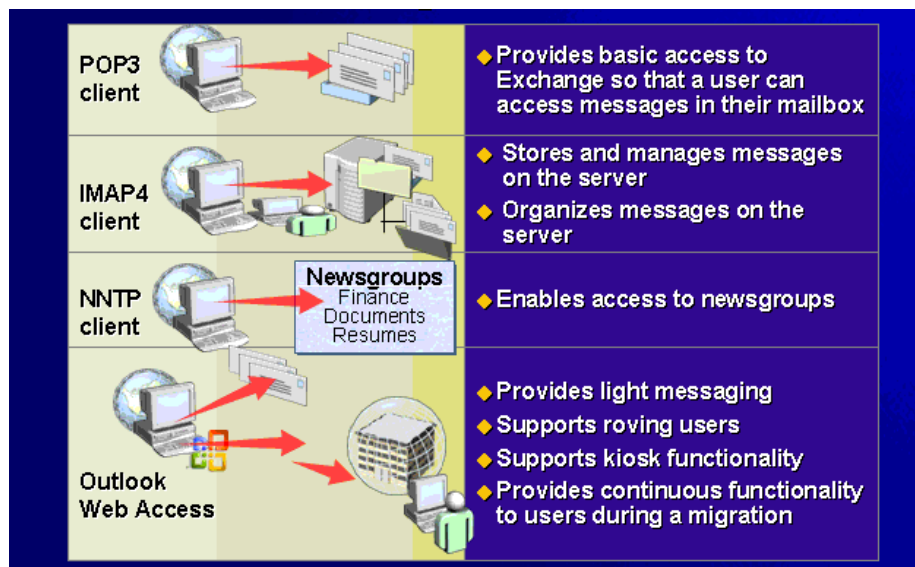 POP3
client
◆ Provides basic access to
Exchange so that a user can
access messages in their mailbox
IMAP4
client
◆ Stores and manages messages
on the server
◆ Organizes messages on the
server
NNTP
client
Newsgroups
Finance
Documents
Resumes
◆ Enables access to newsgroups
Outlook
Web Access
◆ Provides light messaging
◆ Supports roving users
◆ Supports kiosk functionality
◆ Provides continuous functionality
to users during a migration